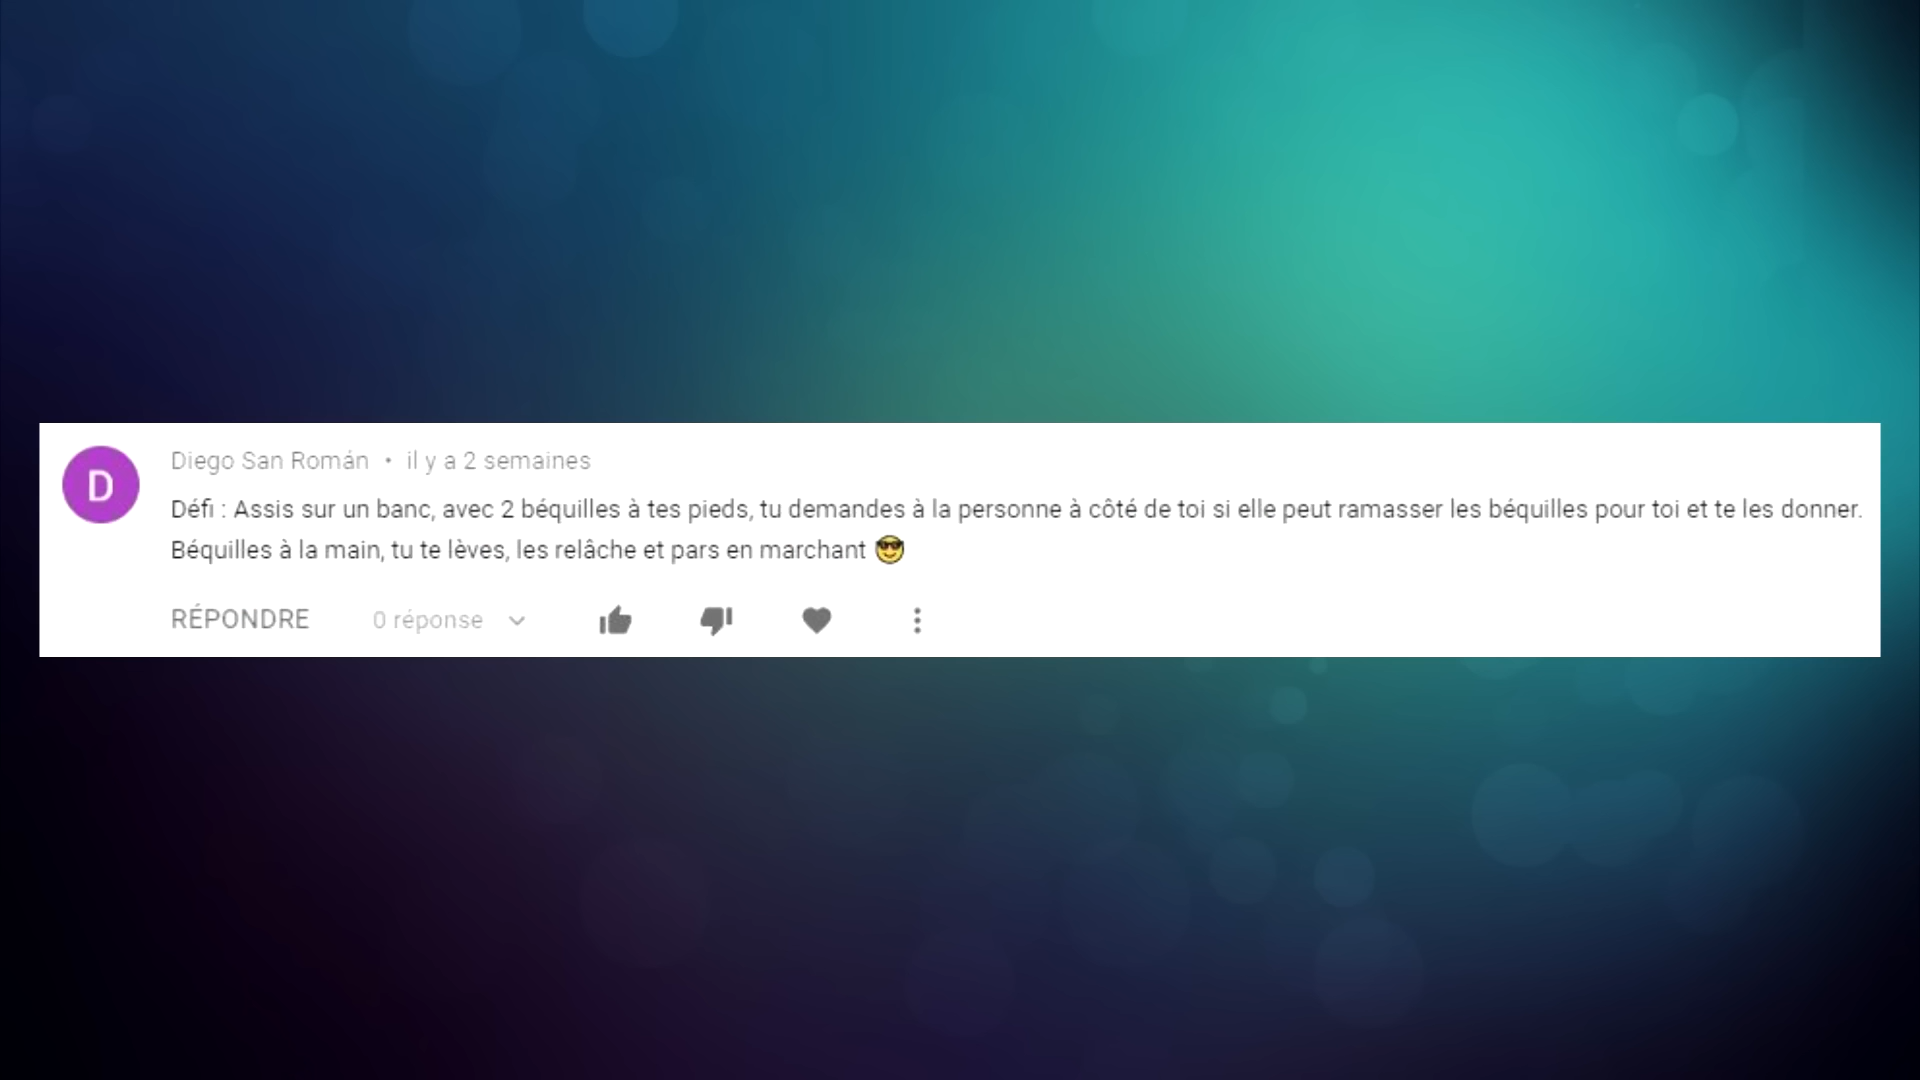 D
Diego San Román • il y a 2 semaines
Défi : Assis sur un banc, avec 2 béquilles à tes pieds, tu demandes à la personne à côté de toi si elle peut ramasser les béquilles pour toi et te les donner.
Béquilles à la main, tu te lèves, les relâche et pars en marchant 😎
RÉPONDRE 0 réponse